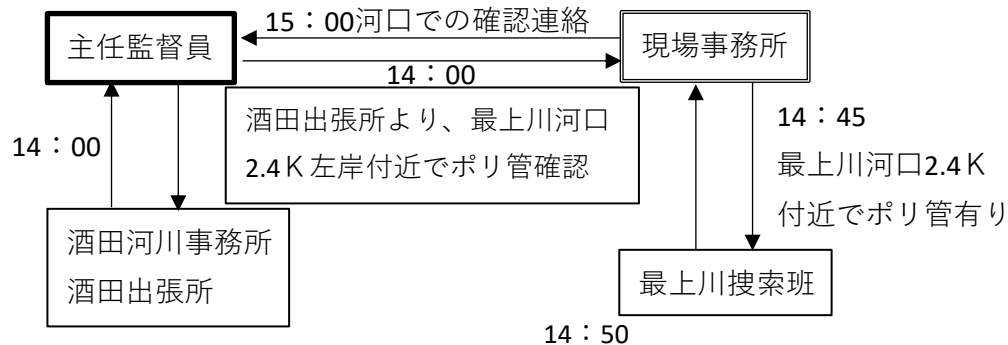 15：00河口での確認連絡
主任監督員
現場事務所
14：00
酒田出張所より、最上川河口
2.4Ｋ左岸付近でポリ管確認
14：00
14：45
最上川河口2.4Ｋ
付近でポリ管有り
酒田河川事務所
酒田出張所
最上川捜索班
14：50